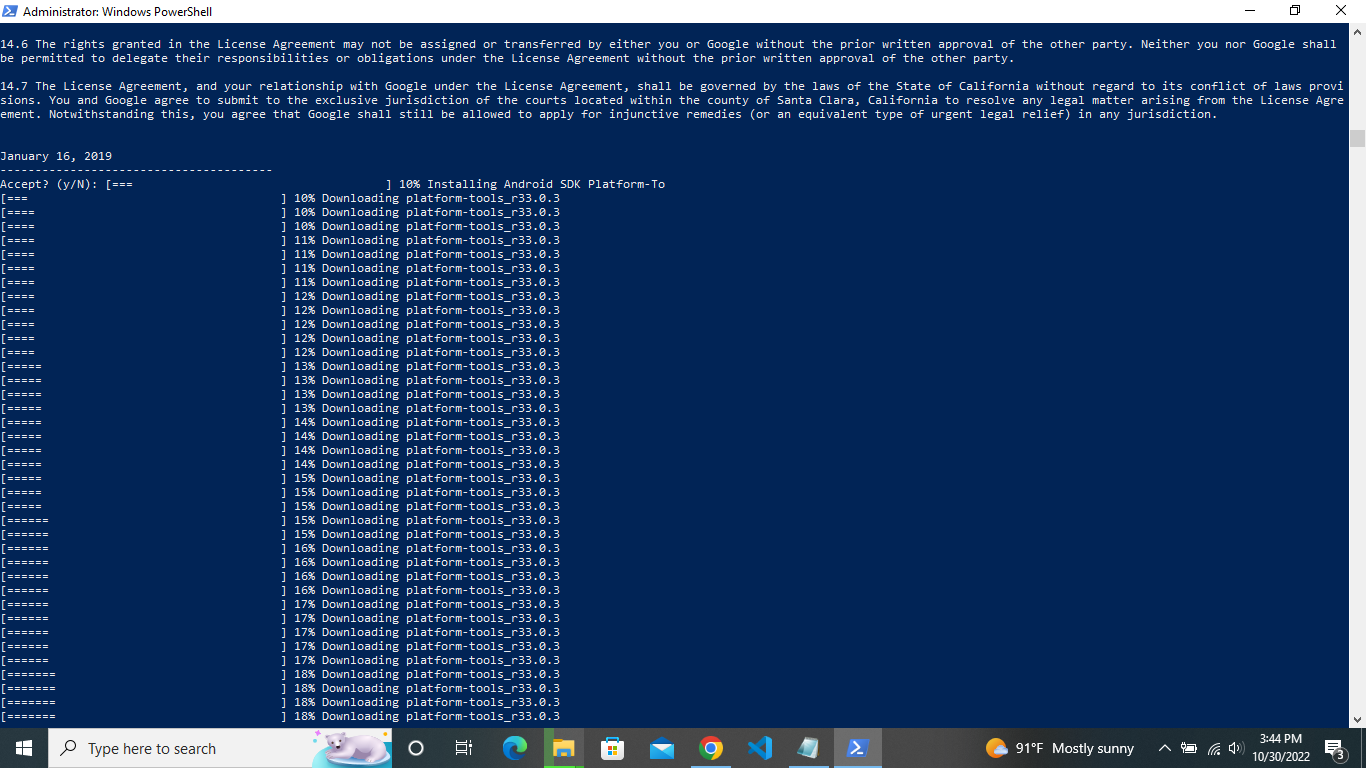 Administrator: Windows PowerShell
14.6 The rights granted in the License Agreement may not be assigned or transferred by either you or Google without the prior written approval of the other party. Neither you nor Google shall
be permitted to delegate their responsibilities or obligations under the License Agreement without the prior written approval of the other party.
14.7 The License Agreement, and your relationship with Google under the License Agreement, shall be governed by the laws of the State of California without regard to its conflict of laws provi
sions. You and Google agree to submit to the exclusive jurisdiction of the courts located within the county of Santa Clara, California to resolve any legal matter arising from the License Agre
ement. Notwithstanding this, you agree that Google shall still be allowed to apply for injunctive remedies (or an equivalent type of urgent legal relief) in any jurisdiction.
January 16, 2019
---------------------------------------
Accept? (y/N): [===                                    ] 10% Installing Android SDK Platform-To
[===                                    ] 10% Downloading platform-tools_r33.0.3
[====                                   ] 10% Downloading platform-tools_r33.0.3
[====                                   ] 10% Downloading platform-tools_r33.0.3
[====                                   ] 11% Downloading platform-tools_r33.0.3
[====                                   ] 11% Downloading platform-tools_r33.0.3
[====                                   ] 11% Downloading platform-tools_r33.0.3
[====                                   ] 11% Downloading platform-tools_r33.0.3
[====                                   ] 12% Downloading platform-tools_r33.0.3
[====                                   ] 12% Downloading platform-tools_r33.0.3
[====                                   ] 12% Downloading platform-tools_r33.0.3
[====                                   ] 12% Downloading platform-tools_r33.0.3
[====                                   ] 12% Downloading platform-tools_r33.0.3
[=====                                  ] 13% Downloading platform-tools_r33.0.3
[=====                                  ] 13% Downloading platform-tools_r33.0.3
[=====                                  ] 13% Downloading platform-tools_r33.0.3
[=====                                  ] 13% Downloading platform-tools_r33.0.3
[=====                                  ] 14% Downloading platform-tools_r33.0.3
[=====                                  ] 14% Downloading platform-tools_r33.0.3
[=====                                  ] 14% Downloading platform-tools_r33.0.3
[=====                                  ] 14% Downloading platform-tools_r33.0.3
[=====                                  ] 15% Downloading platform-tools_r33.0.3
[=====                                  ] 15% Downloading platform-tools_r33.0.3
[=====                                  ] 15% Downloading platform-tools_r33.0.3
[======                                 ] 15% Downloading platform-tools_r33.0.3
[======                                 ] 15% Downloading platform-tools_r33.0.3
[======                                 ] 16% Downloading platform-tools_r33.0.3
[======                                 ] 16% Downloading platform-tools_r33.0.3
[======                                 ] 16% Downloading platform-tools_r33.0.3
[======                                 ] 16% Downloading platform-tools_r33.0.3
[======                                 ] 17% Downloading platform-tools_r33.0.3
[======                                 ] 17% Downloading platform-tools_r33.0.3
[======                                 ] 17% Downloading platform-tools_r33.0.3
[======                                 ] 17% Downloading platform-tools_r33.0.3
[======                                 ] 17% Downloading platform-tools_r33.0.3
[=======                                ] 18% Downloading platform-tools_r33.0.3
[=======                                ] 18% Downloading platform-tools_r33.0.3
[=======                                ] 18% Downloading platform-tools_r33.0.3
[=======                                ] 18% Downloading platform-tools_r33.0.3
Type here to search
91°F Mostly sunny
3:44 PM
10/30/2022
3